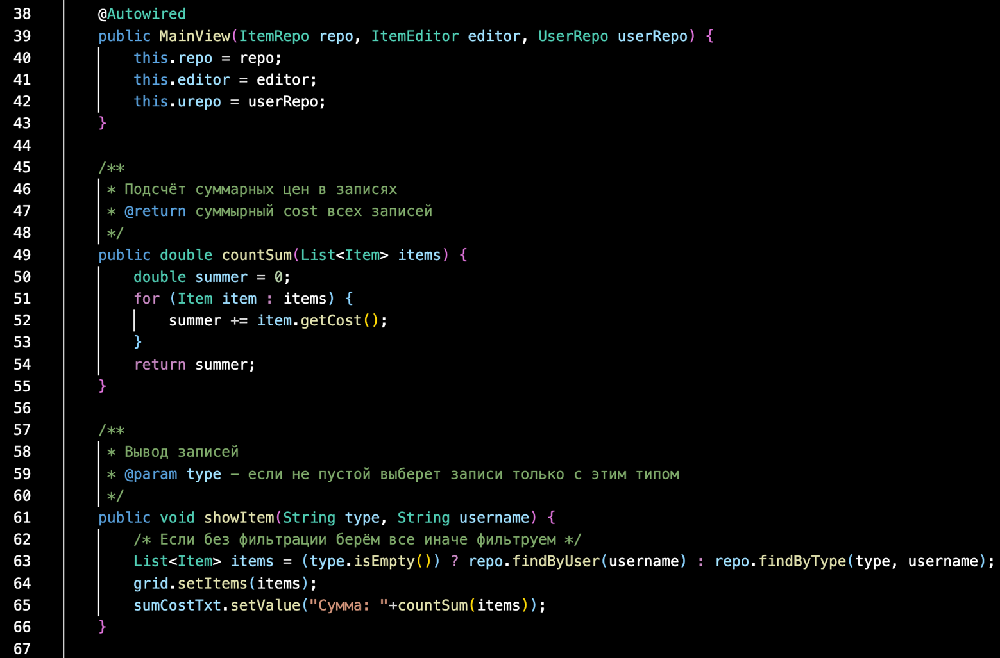 38 @Autowired
39 public MainView(ItemRepo repo, ItemEditor editor, UserRepo userRepo) {
40 this.repo = repo;
41 this.editor = editor;
42 this.urepo = userRepo;
43 }
44
45 /**
46 * Подсчёт суммарных цен в записях
47 * @return суммырный cost всех записей
48 */
49 public double countSum(List<Item> items) {
50 double summer = 0;
51 for (Item item : items) {
52 summer += item.getCost();
53 }
54 return summer;
55 }
56
57 /**
58 * Вывод записей
59 * @param type – если не пустой выберет записи только с этим типом
60 */
61 public void showItem(String type, String username) {
62 /* Если без фильтрации берём все иначе фильтруем */
63 List<Item> items = (type.isEmpty()) ? repo.findByUser(username) : repo.findByType(type, username);
64 grid.setItems(items);
65 sumCostTxt.setValue("Сумма: "+countSum(items));
66 }
67